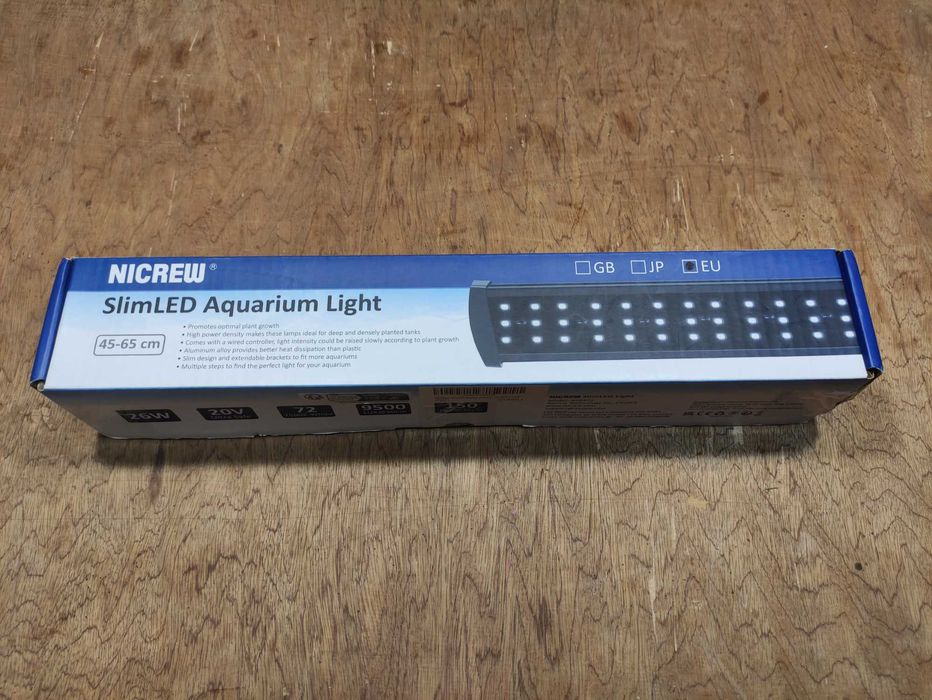 NICREW®
GB JP EU
SlimLED Aquarium Light
45-65 cm
• Promotes optimal plant growth
• High power density makes these lamps ideal for deep and densely planted tanks
• Comes with a wired controller, light intensity could be raised slowly according to plant growth
• Aluminum alloy provides better heat dissipation than plastic
• Slim design and extendable brackets to fit more aquariums
• Multiple steps to find the perfect light for your aquarium
26W
20V
72
9500
NICREW SlimLED Light